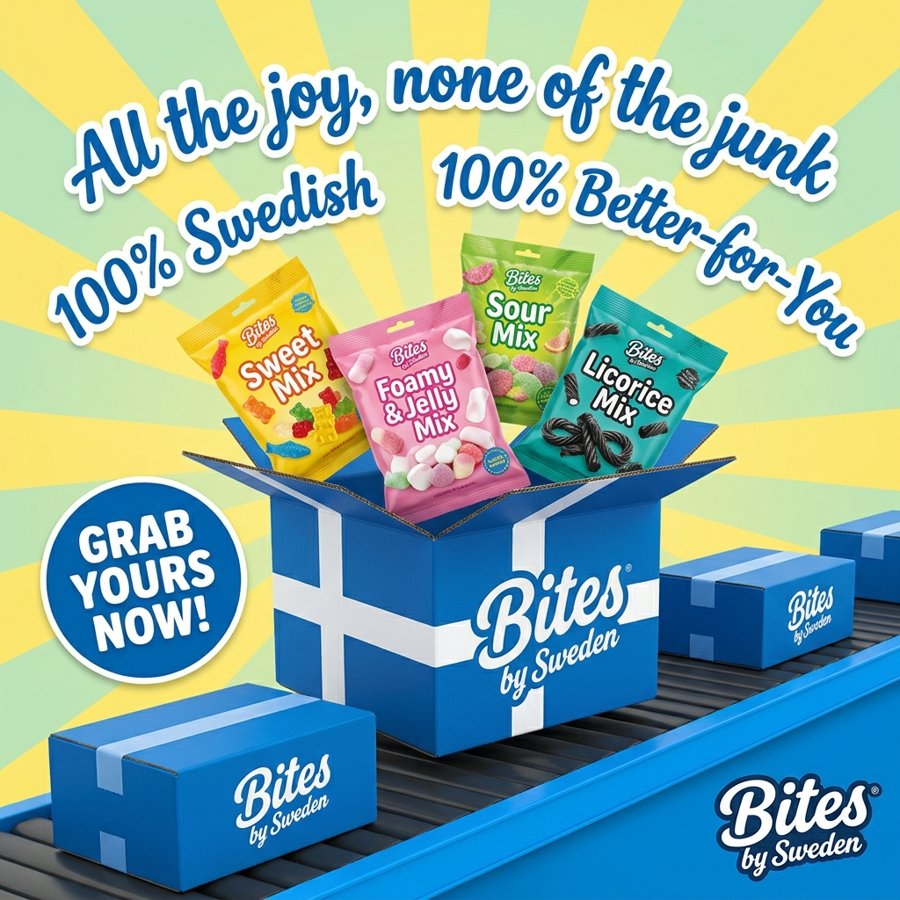 All the joy, none of the junk
100% Swedish
100% Better-for-You
Bites
Sweet
Mix
Bites
Foamy
& Jelly
Mix
Bites
by Sweden
Sour
Mix
Bites
Licorice
Mix
GRAB
YOURS
NOW!
Bites®
by Sweden
Bites
by Sweden
Bites
by Sweden
Bites®
by Sweden